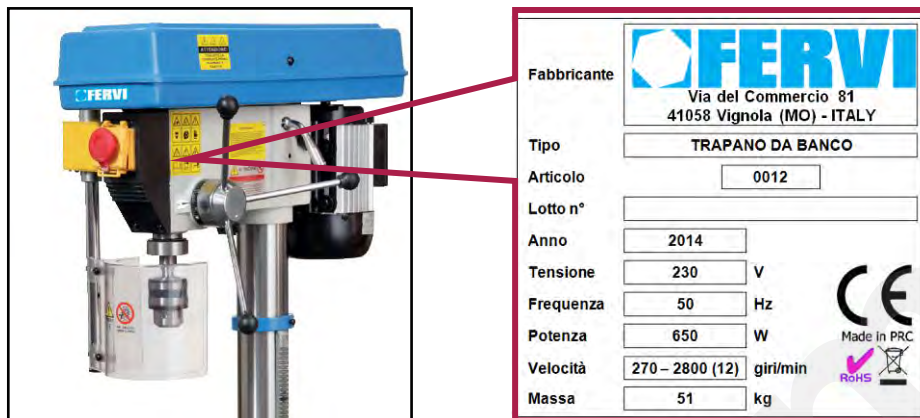 FERVI
Fabbricante
FERVI
Via del Commercio 81
41058 Vignola (MO) - ITALY
Tipo TRAPANO DA BANCO
Articolo 0012
Lotto n°
Anno 2014
Tensione 230 V
Frequenza 50 Hz
Potenza 650 W
Velocità 270 – 2800 (12) giri/min
Massa 51 kg
CE
Made in PRC
RoHS